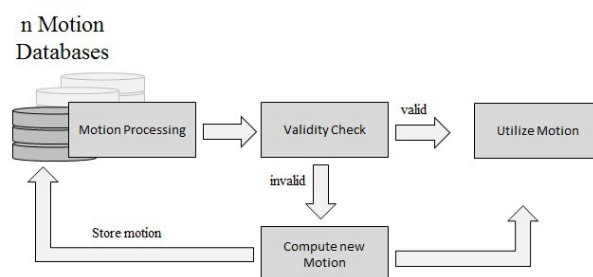 n Motion
Databases
Motion Processing
Validity Check
valid
Utilize Motion
invalid
Store motion
Compute new
Motion